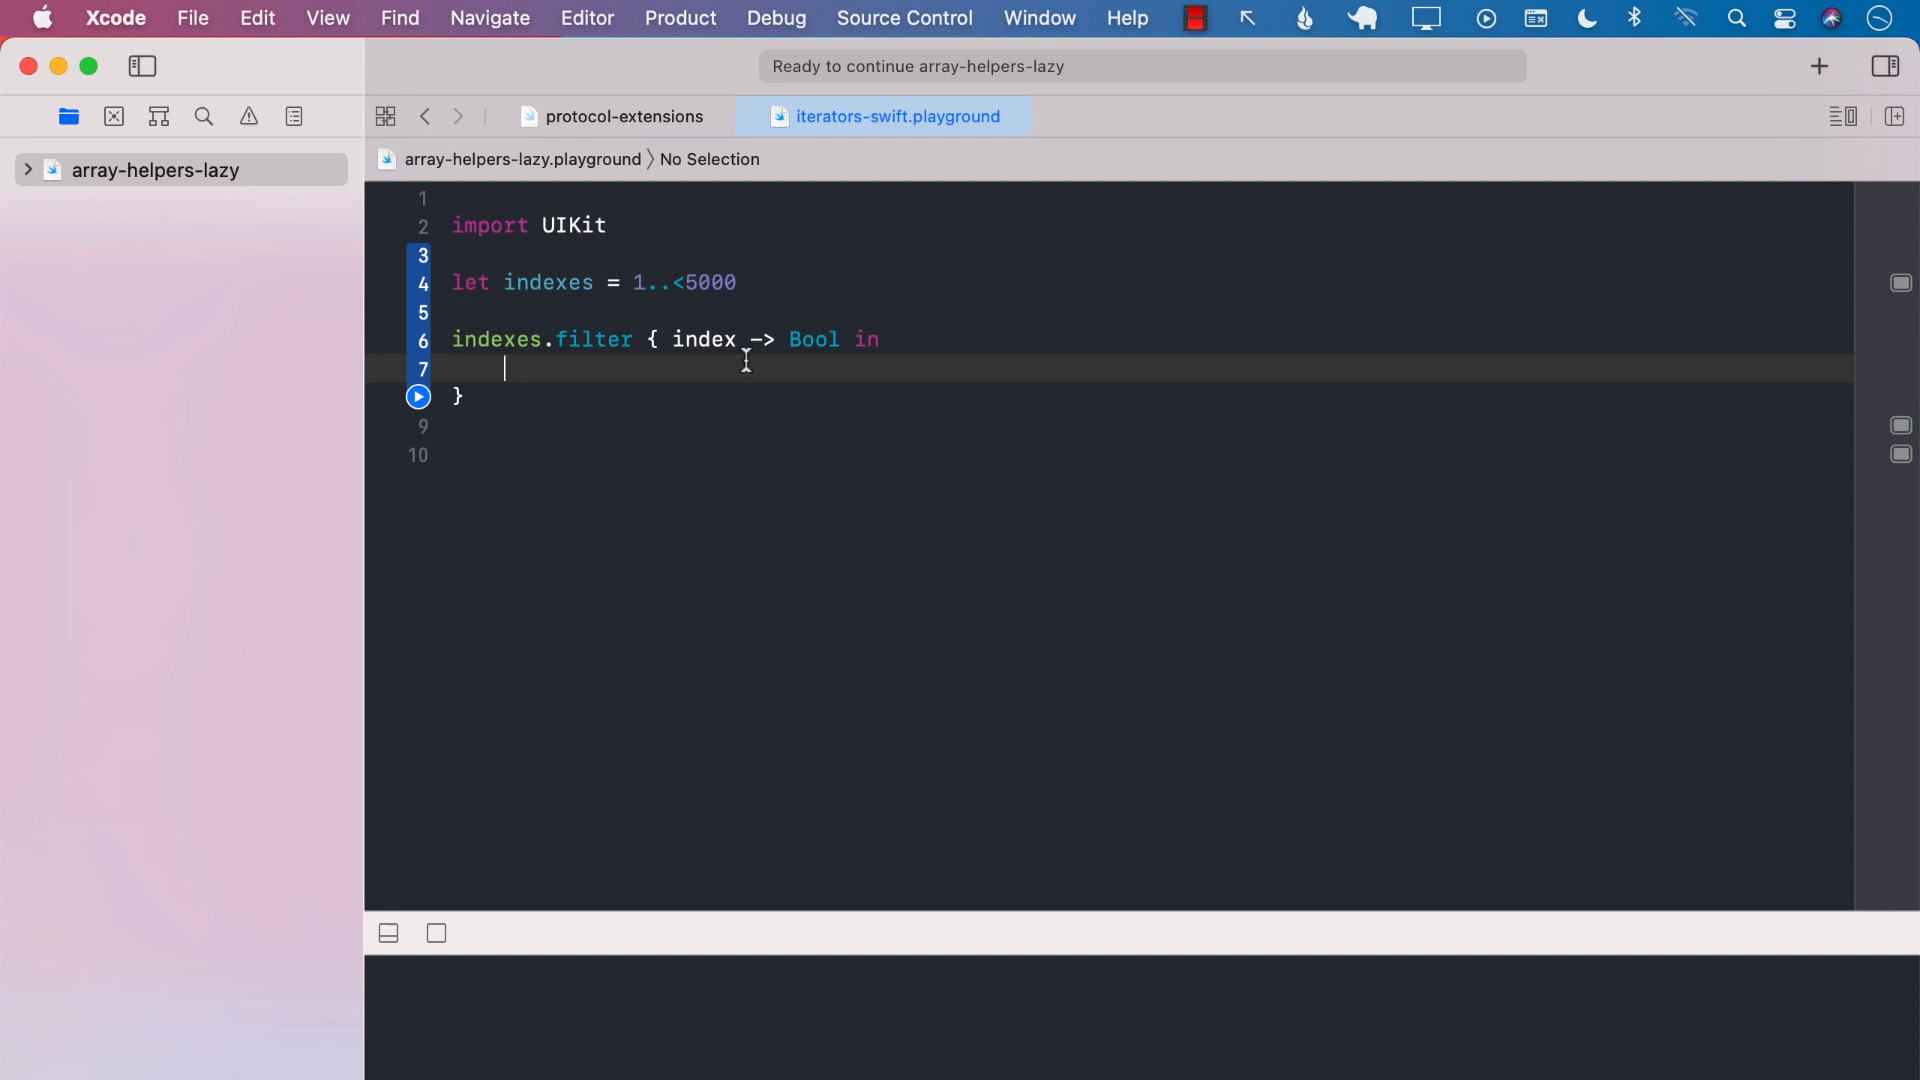 Xcode File Edit View Find Navigate Editor Product Debug Source Control Window Help
Ready to continue array-helpers-lazy
protocol-extensions
iterators-swift.playground
array-helpers-lazy
array-helpers-lazy.playground 〉 No Selection
1
2 import UIKit
3
4 let indexes = 1..<5000
5
6 indexes.filter { index -> Bool in
7
}
9
10